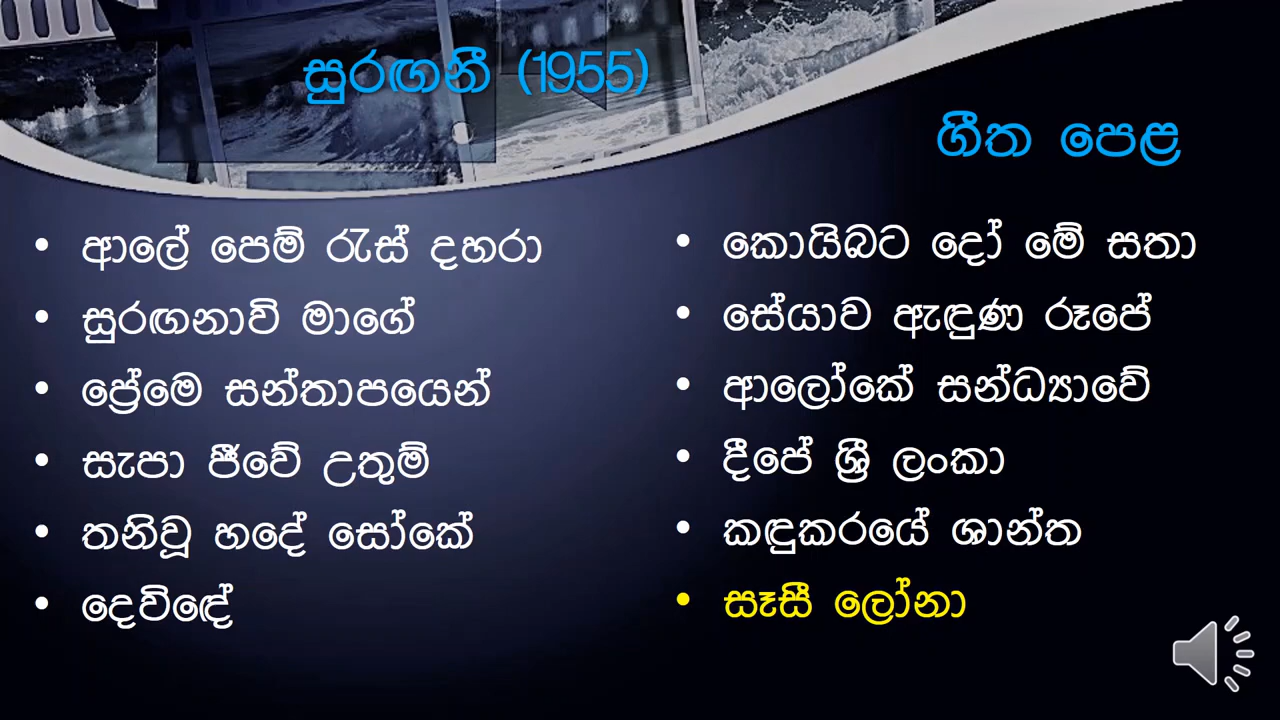 සුරඟනී (1955)
ගීත පෙළ
• ආලේ පෙම් රැස් දහරා
• සුරඟනාවි මාගේ
• ප්‍රේමෙ සන්තාපයෙන්
• සැපා ජීවේ උතුම්
• තනිවූ හදේ සෝකේ
• දෙවිඳේ
• කොයිබට දෝ මේ සතා
• සේයාව ඇඳුණ රූපේ
• ආලෝකේ සන්ධ්‍යාවේ
• දීපේ ශ්‍රී ලංකා
• කඳුකරයේ ශාන්ත
• සෑසී ලෝනා